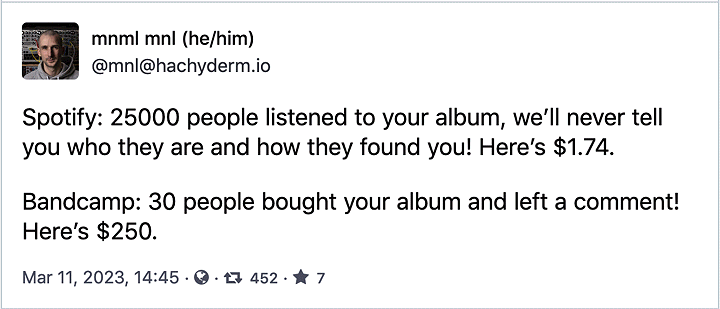 mnml mnl (he/him)
@mnl@hachyderm.io
Spotify: 25000 people listened to your album, we’ll never tell
you who they are and how they found you! Here’s $1.74.
Bandcamp: 30 people bought your album and left a comment!
Here’s $250.
Mar 11, 2023, 14:45 · · 452 · 7